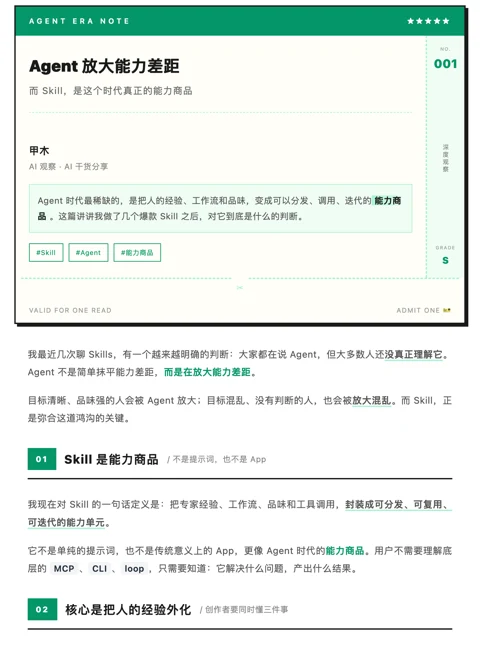 AGENT ERA NOTE
★★★★★
Agent 放大能力差距
而 Skill，是这个时代真正的能力商品
NO.
001
深度观察
甲木
AI 观察 · AI 干货分享
Agent 时代最稀缺的，是把人的经验、工作流和品味，变成可以分发、调用、迭代的能力商
品 。这篇讲讲我做了几个爆款 Skill 之后，对它到底是什么的判断。
#Skill
#Agent
#能力商品
GRADE
S
VALID FOR ONE READ
ADMIT ONE
我最近几次聊 Skills，有一个越来越明确的判断：大家都在说 Agent，但大多数人还没真正理解它。
Agent 不是简单抹平能力差距，而是在放大能力差距。
目标清晰、品味强的人会被 Agent 放大；目标混乱、没有判断的人，也会被放大混乱。而 Skill，正
是弥合这道鸿沟的关键。
01 Skill 是能力商品 / 不是提示词，也不是 App
我现在对 Skill 的一句话定义是：把专家经验、工作流、品味和工具调用，封装成可分发、可复用、
可迭代的能力单元。
它不是单纯的提示词，也不是传统意义上的 App，更像 Agent 时代的能力商品。用户不需要理解底
层的 MCP 、 CLI 、 loop ，只需要知道：它解决什么问题，产出什么结果。
02 核心是把人的经验外化 / 创作者要同时懂三件事